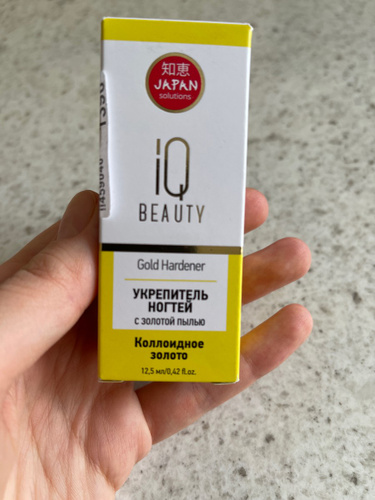 知恵
JAPAN
solutions
iQ
BEAUTY
Gold Hardener
УКРЕПИТЕЛЬ
НОГТЕЙ
С ЗОЛОТОЙ ПЫЛЬЮ
Коллоидное
золото
12,5 мл/0,42 fl.oz.